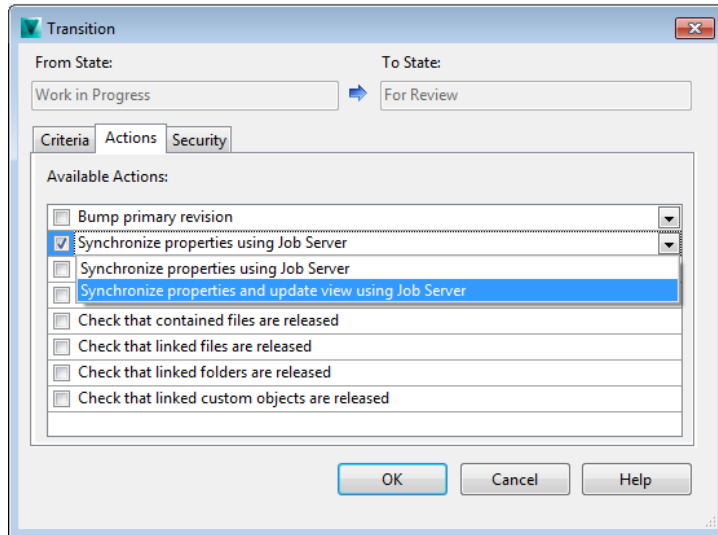 Transition
From State: To State:
Work in Progress For Review
Criteria Actions Security
Available Actions:
Bump primary revision
Synchronize properties using Job Server
Synchronize properties using Job Server
Synchronize properties and update view using Job Server
Check that contained files are released
Check that linked files are released
Check that linked folders are released
Check that linked custom objects are released
OK Cancel Help